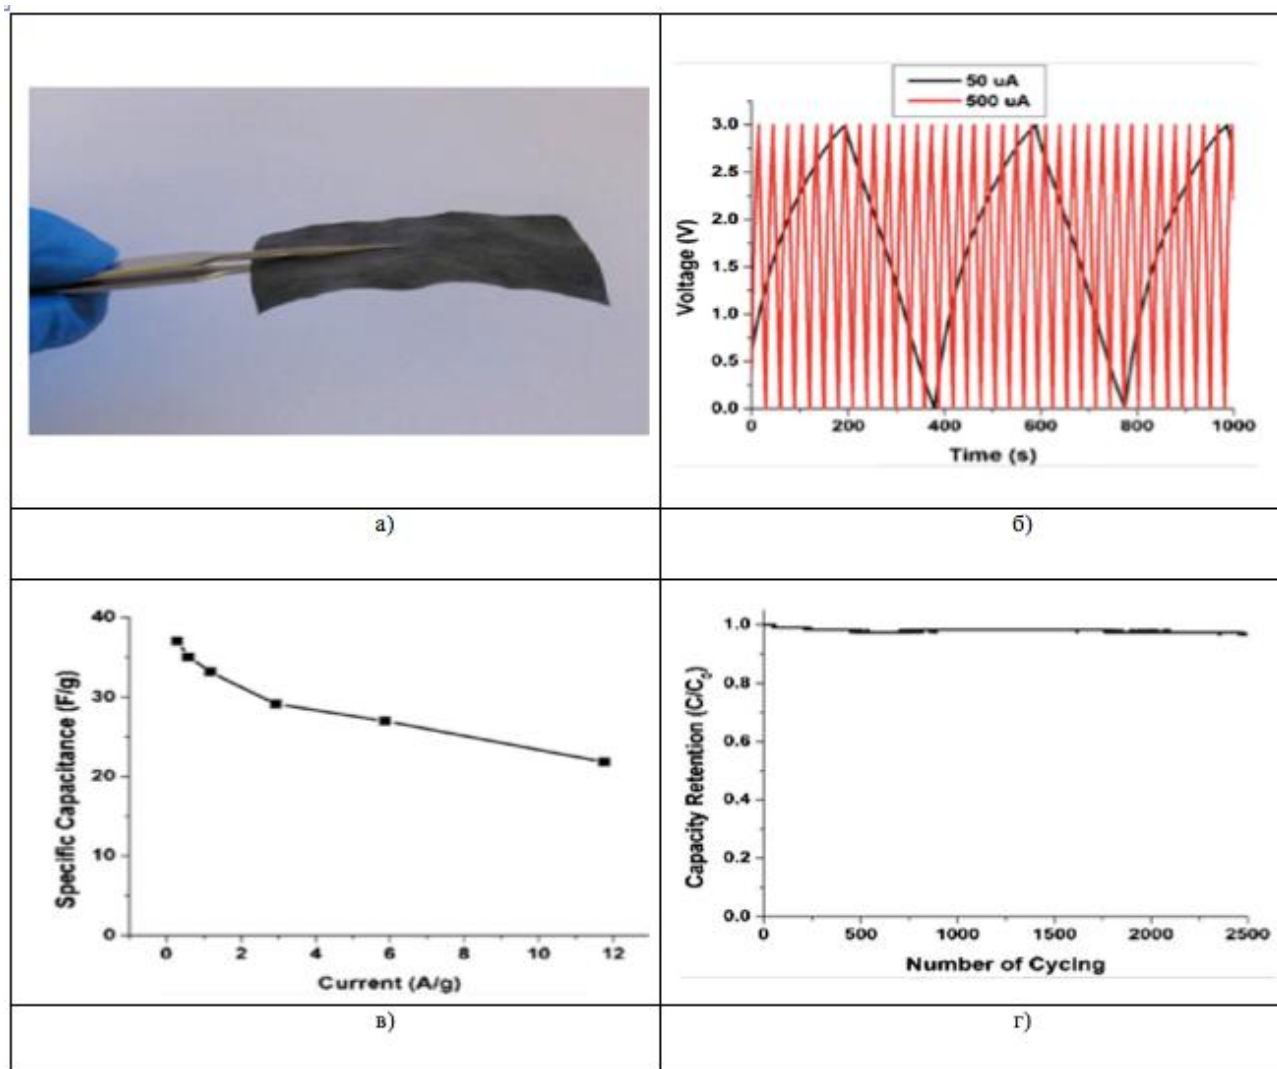 50 uA
500 uA
3.0
2.5
2.0
1.5
1.0
0.5
0.0
Voltage (V)
0 200 400 600 800 1000
Time (s)
а)
б)
40
30
20
10
0
Specific Capacitance (F/g)
0 2 4 6 8 10 12
Current (A/g)
1.0
0.8
0.6
0.4
0.2
0.0
Capacity Retention (C/C₀)
0 500 1000 1500 2000 2500
Number of Cycing
в)
г)